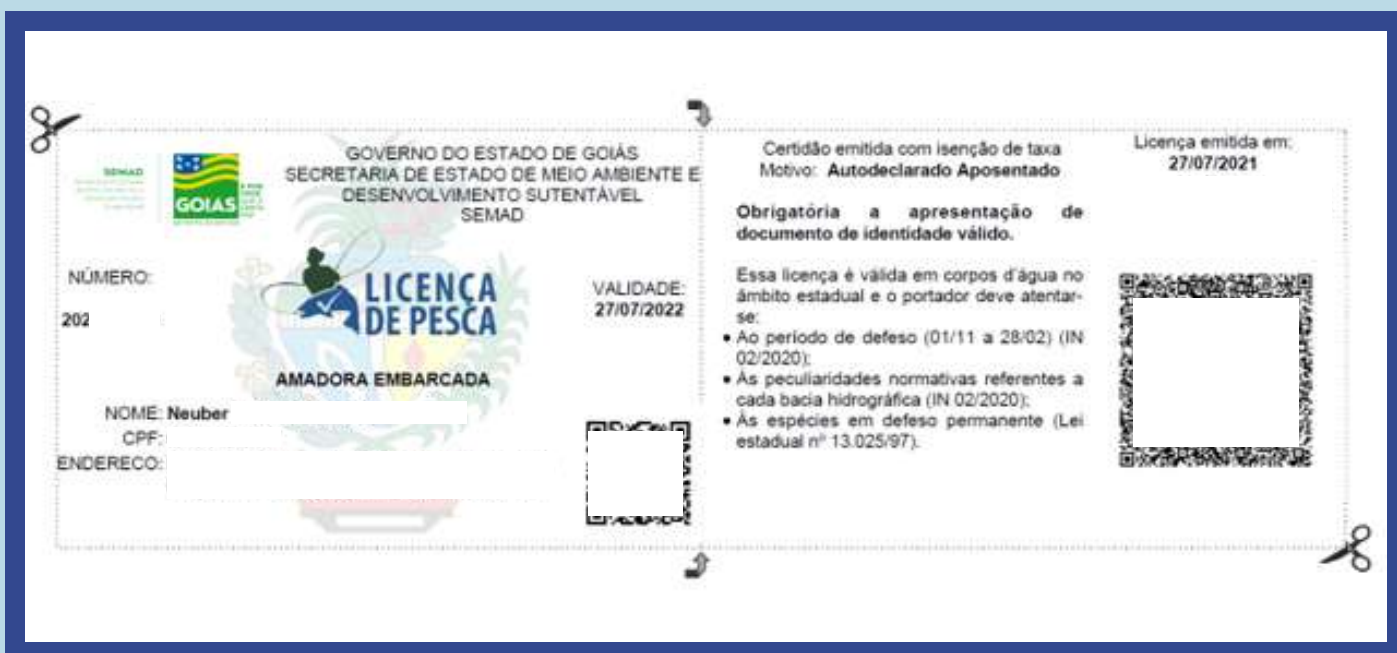 SEMAD
GOIÁS
GOVERNO DO ESTADO DE GOIÁS
SECRETARIA DE ESTADO DE MEIO AMBIENTE E
DESENVOLVIMENTO SUTENTÁVEL
SEMAD
NÚMERO:
202
LICENÇA
DE PESCA
VALIDADE:
27/07/2022
AMADORA EMBARCADA
NOME: Neuber
CPF:
ENDERECO:
Certidão emitida com isenção de taxa
Motivo: Autodeclarado Aposentado
Obrigatória a apresentação de
documento de identidade válido.
Essa licença é válida em corpos d'água no
âmbito estadual e o portador deve atentar-
se:
• Ao período de defeso (01/11 a 28/02) (IN
02/2020);
• Às peculiaridades normativas referentes a
cada bacia hidrográfica (IN 02/2020);
• Às espécies em defeso permanente (Lei
estadual nº 13.025/97).
Licença emitida em:
27/07/2021